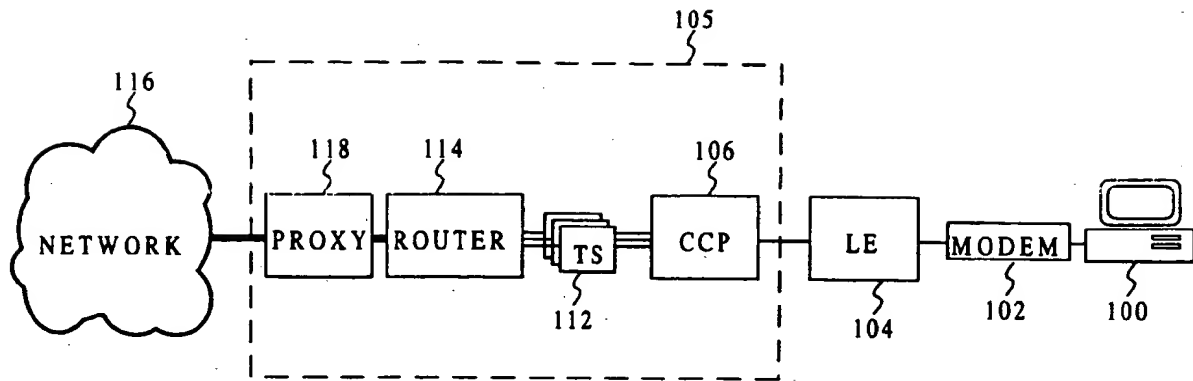 105
116
118
114
106
NETWORK
PROXY
ROUTER
TS
CCP
LE
MODEM
112
104
102
100